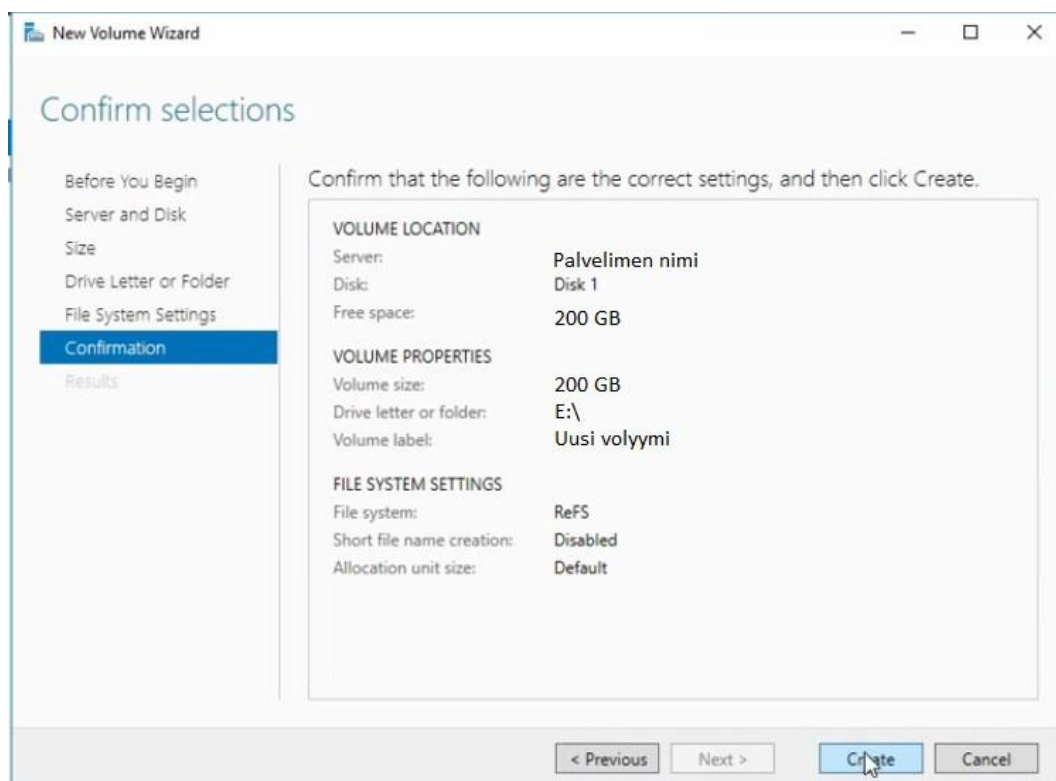 New Volume Wizard
Confirm selections
Before You Begin
Server and Disk
Size
Drive Letter or Folder
File System Settings
Confirmation
Results
Confirm that the following are the correct settings, and then click Create.
VOLUME LOCATION
Server: Palvelimen nimi
Disk: Disk 1
Free space: 200 GB
VOLUME PROPERTIES
Volume size: 200 GB
Drive letter or folder: E:\
Volume label: Uusi volyymi
FILE SYSTEM SETTINGS
File system: ReFS
Short file name creation: Disabled
Allocation unit size: Default
< Previous Next > Create Cancel